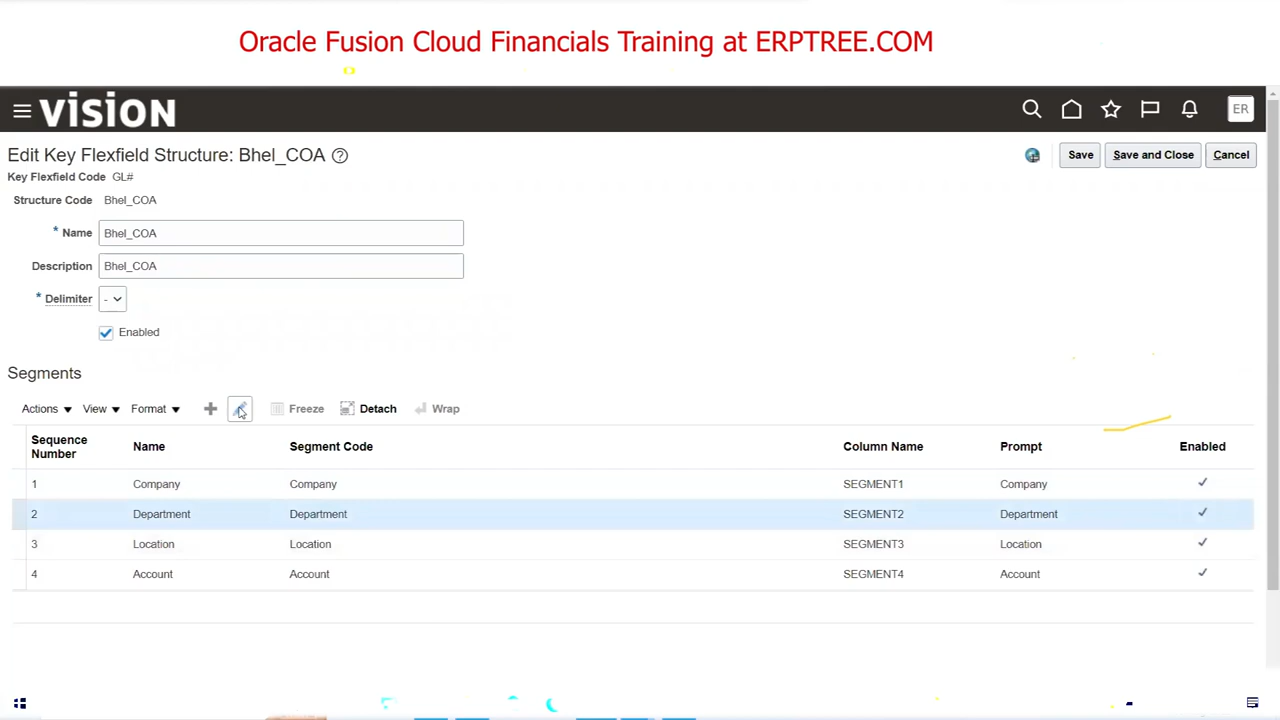 Oracle Fusion Cloud Financials Training at ERPTREE.COM
VISION
ER
Edit Key Flexfield Structure: Bhel_COA
Save
Save and Close
Cancel
Key Flexfield Code GL#
Structure Code Bhel_COA
* Name Bhel_COA
Description Bhel_COA
* Delimiter -
Enabled
Segments
Actions View Format Freeze Detach Wrap
Sequence Number Name Segment Code Column Name Prompt Enabled
1 Company Company SEGMENT1 Company
2 Department Department SEGMENT2 Department
3 Location Location SEGMENT3 Location
4 Account Account SEGMENT4 Account